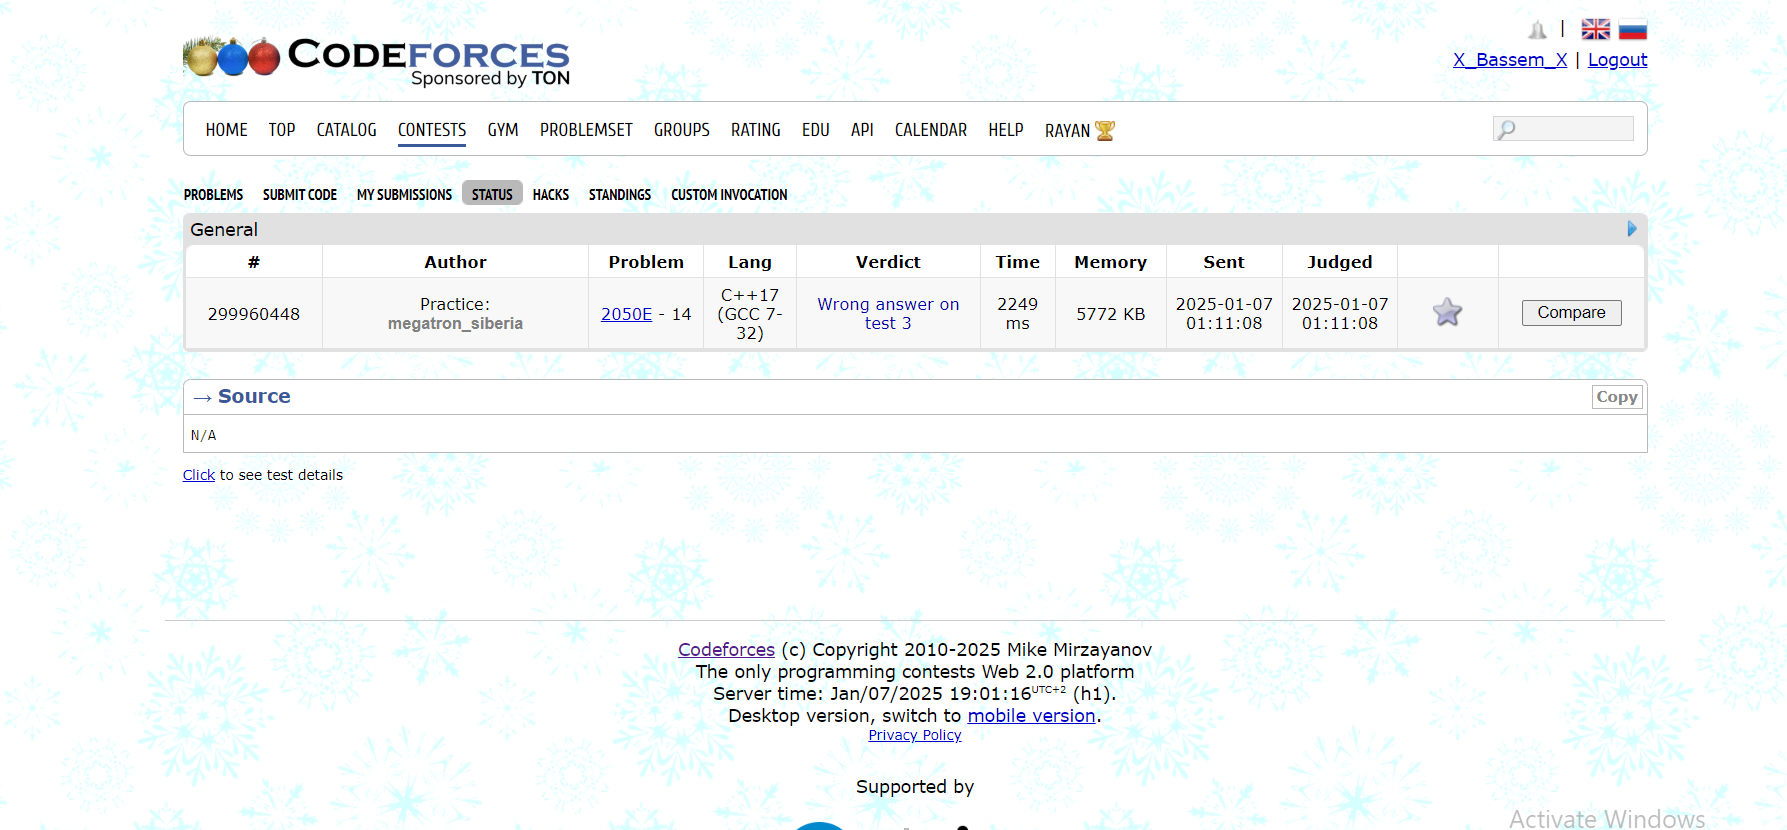 |
CODEFORCES
Sponsored by TON
X_Bassem_X | Logout
HOME TOP CATALOG CONTESTS GYM PROBLEMSET GROUPS RATING EDU API CALENDAR HELP RAYAN
PROBLEMS SUBMIT CODE MY SUBMISSIONS STATUS HACKS STANDINGS CUSTOM INVOCATION
General
# Author Problem Lang Verdict Time Memory Sent Judged
299960448 Practice: megatron_siberia 2050E - 14 C++17 (GCC 7-32) Wrong answer on test 3 2249 ms 5772 KB 2025-01-07 01:11:08 2025-01-07 01:11:08 Compare
→ Source Copy
N/A
Click to see test details
Codeforces (c) Copyright 2010-2025 Mike Mirzayanov
The only programming contests Web 2.0 platform
Server time: Jan/07/2025 19:01:16UTC+2 (h1).
Desktop version, switch to mobile version.
Privacy Policy
Supported by
Activate Windows